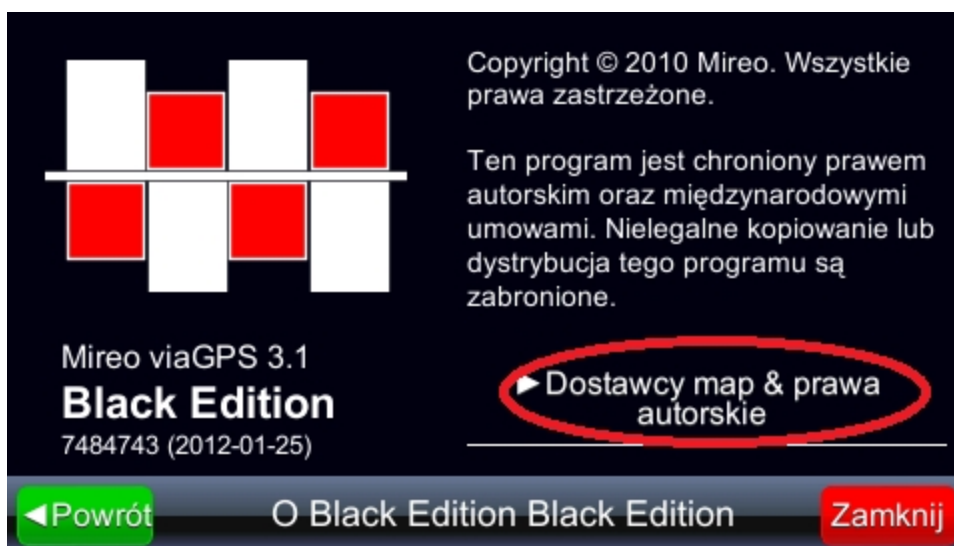 Copyright © 2010 Mireo. Wszystkie
prawa zastrzeżone.
Ten program jest chroniony prawem
autorskim oraz międzynarodowymi
umowami. Nielegalne kopiowanie lub
dystrybucja tego programu są
zabronione.
Mireo viaGPS 3.1
Black Edition
7484743 (2012-01-25)
►Dostawcy map & prawa
autorskie
◄Powrót
O Black Edition Black Edition
Zamknij